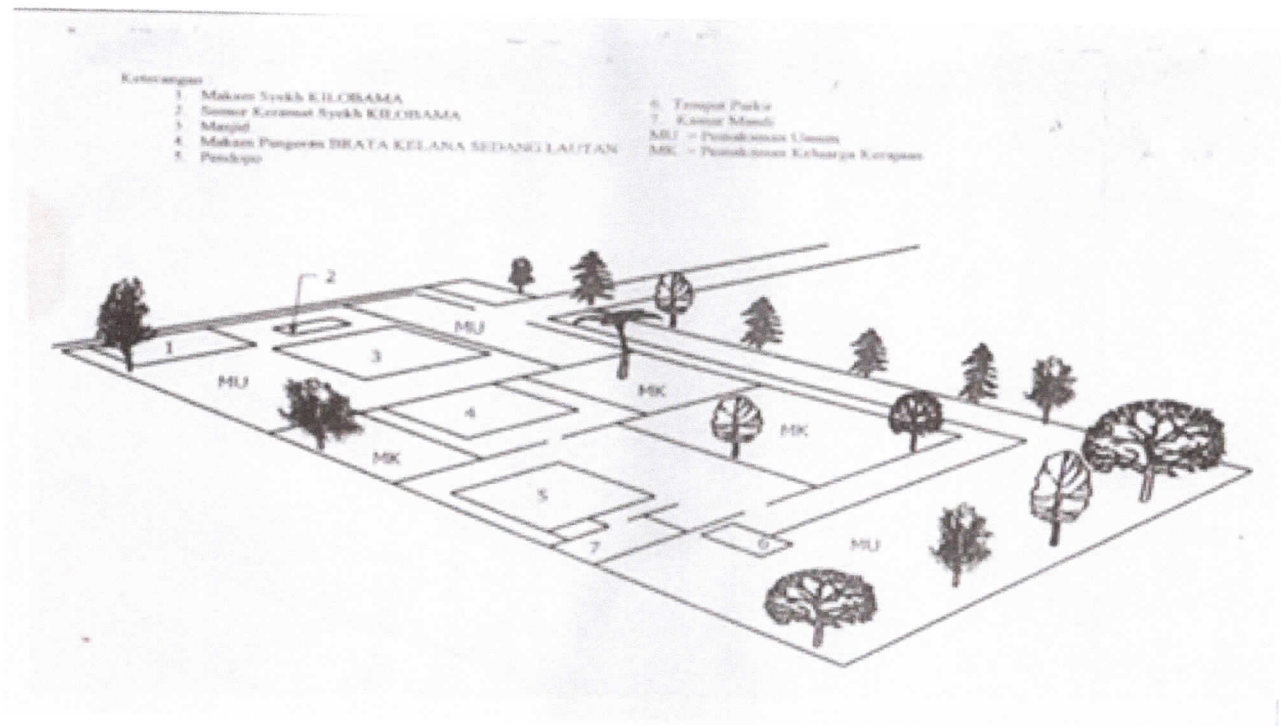 Keterangan :
1. Makam Syekh KILOBAMA
2. Sumur Keramat Syekh KILOBAMA
3. Masjid
4. Makam Pangeran BRATA KELANA SEDANG LAUTAN
5. Pendopo
6. Tempat Parkir
7. Kamar Mandi
MU = Pemakaman Umum
MK = Pemakaman Keluarga Kerajaan
2
1
3
MU
MU
4
MK
MK
MK
5
7
6
MU